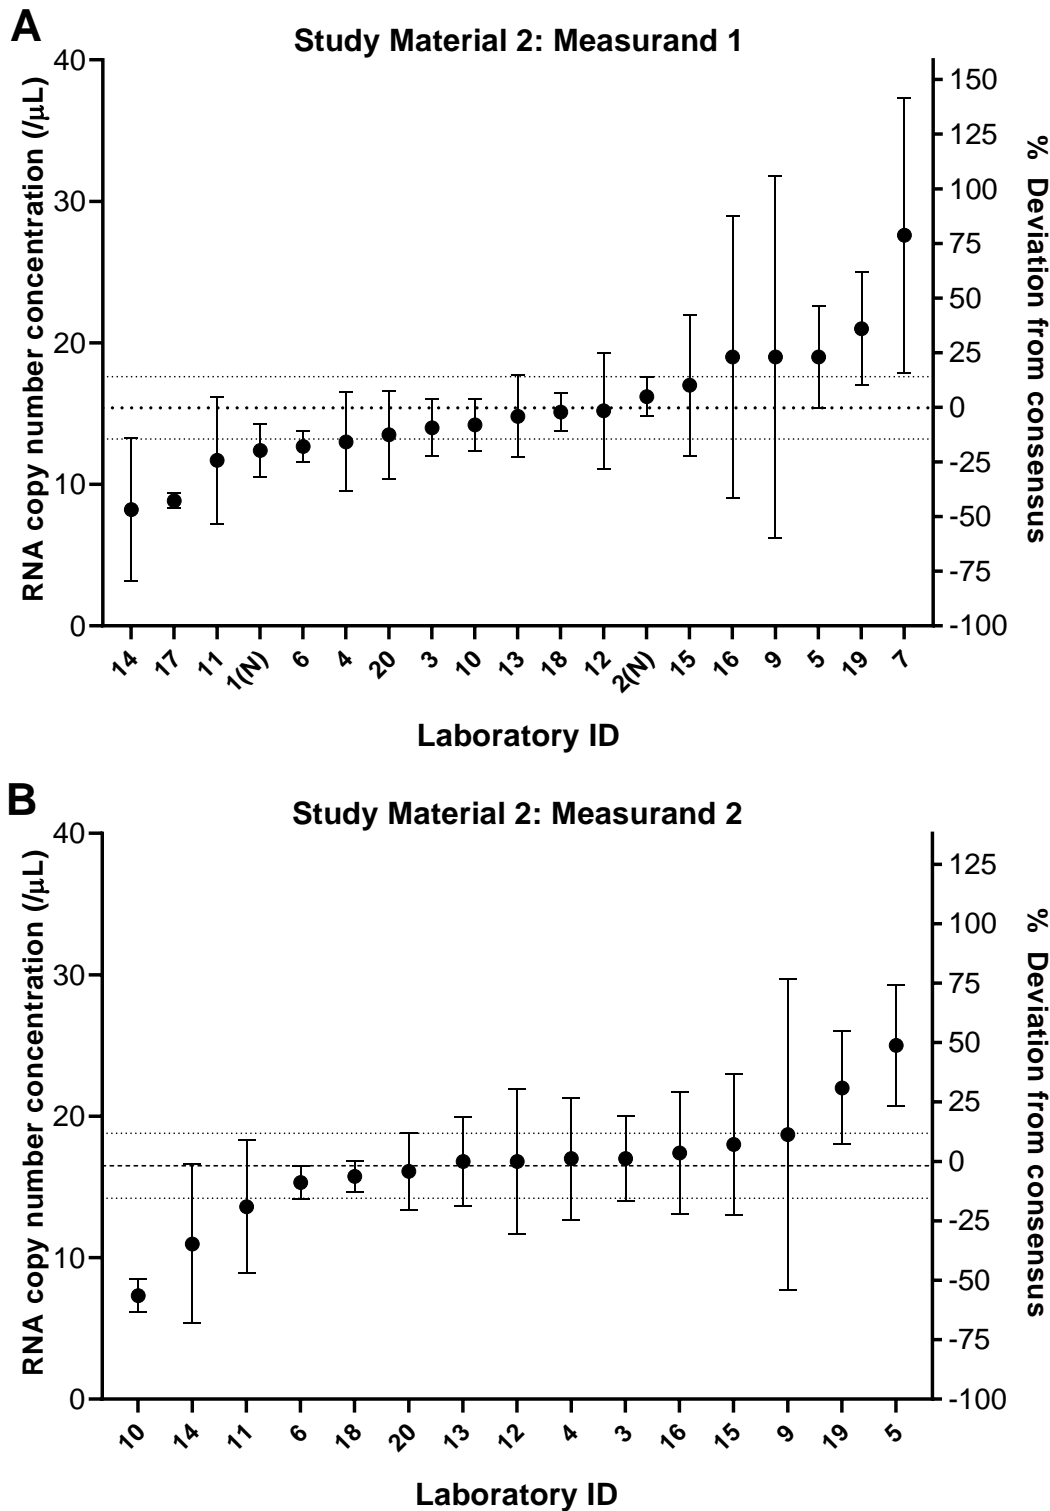 A
Study Material 2: Measurand 1
RNA copy number concentration (/μL)
40
30
20
10
0
150
125
100
75
50
25
0
-25
-50
-75
-100
% Deviation from consensus
14 17 11 1(N) 6 4 20 3 10 13 18 12 2(N) 15 16 9 5 19 7
Laboratory ID
B
Study Material 2: Measurand 2
RNA copy number concentration (/μL)
40
30
20
10
0
125
100
75
50
25
0
-25
-50
-75
-100
% Deviation from consensus
10 14 11 6 18 20 13 12 4 3 16 15 9 19 5
Laboratory ID